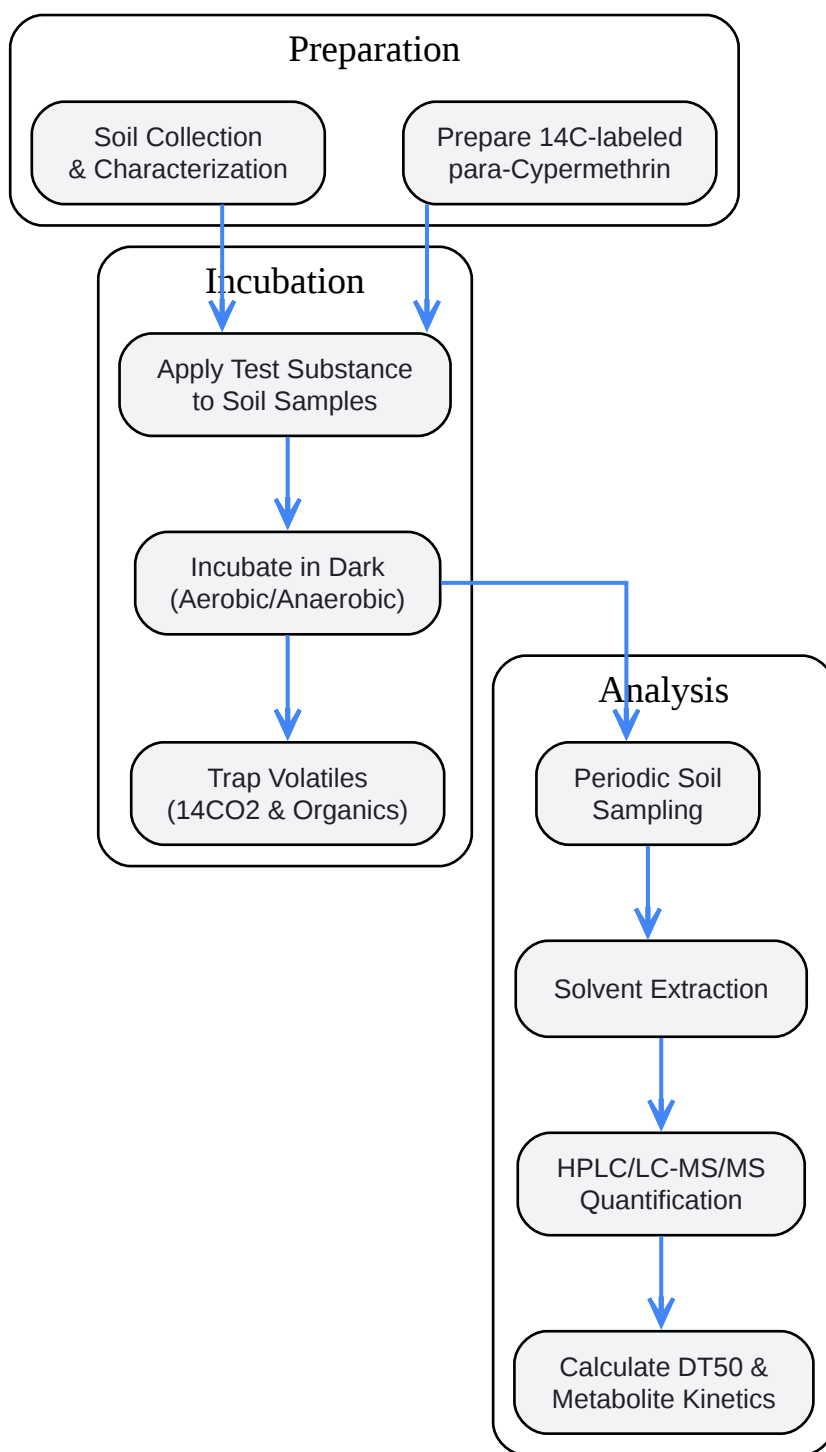 Preparation
Soil Collection
& Characterization
Prepare 14C-labeled
para-Cypermethrin
Incubation
Apply Test Substance
to Soil Samples
Incubate in Dark
(Aerobic/Anaerobic)
Trap Volatiles
(14CO2 & Organics)
Analysis
Periodic Soil
Sampling
Solvent Extraction
HPLC/LC-MS/MS
Quantification
Calculate DT50 &
Metabolite Kinetics